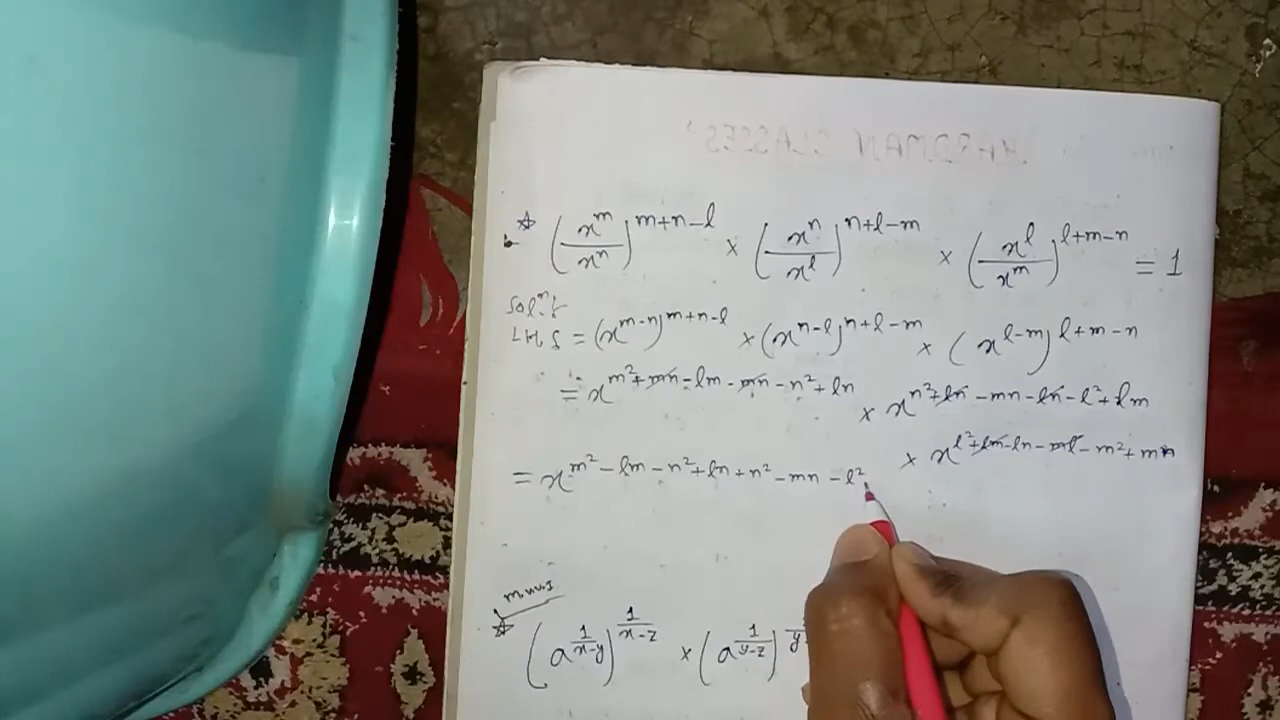 ☆ (x^m/x^n)^(m+n-l) × (x^n/x^l)^(n+l-m) × (x^l/x^m)^(l+m-n) = 1
LHS = (x^(m-n))^(m+n-l) × (x^(n-l))^(n+l-m) × (x^(l-m))^(l+m-n)
= x^(m²+mn-lm-mn-n²+ln) × x^(n²+ln-mn-ln-l²+lm)
× x^(l²+lm-ln-ml-m²+mn)
= x^(m²-lm-n²+ln+n²-mn-l²
☆ (a^(1/(x-y)))^(1/(x-z)) × (a^(1/(y-z)))